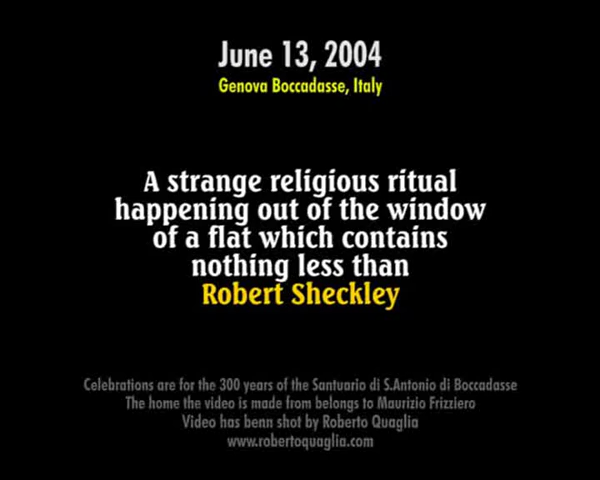 June 13, 2004
Genova Boccadasse, Italy
A strange religious ritual
happening out of the window
of a flat which contains
nothing less than
Robert Sheckley
Celebrations are for the 300 years of the Santuario di S.Antonio di Boccadasse
The home the video is made from belongs to Maurizio Frizziero
Video has benn shot by Roberto Quaglia
www.robertoquaglia.com